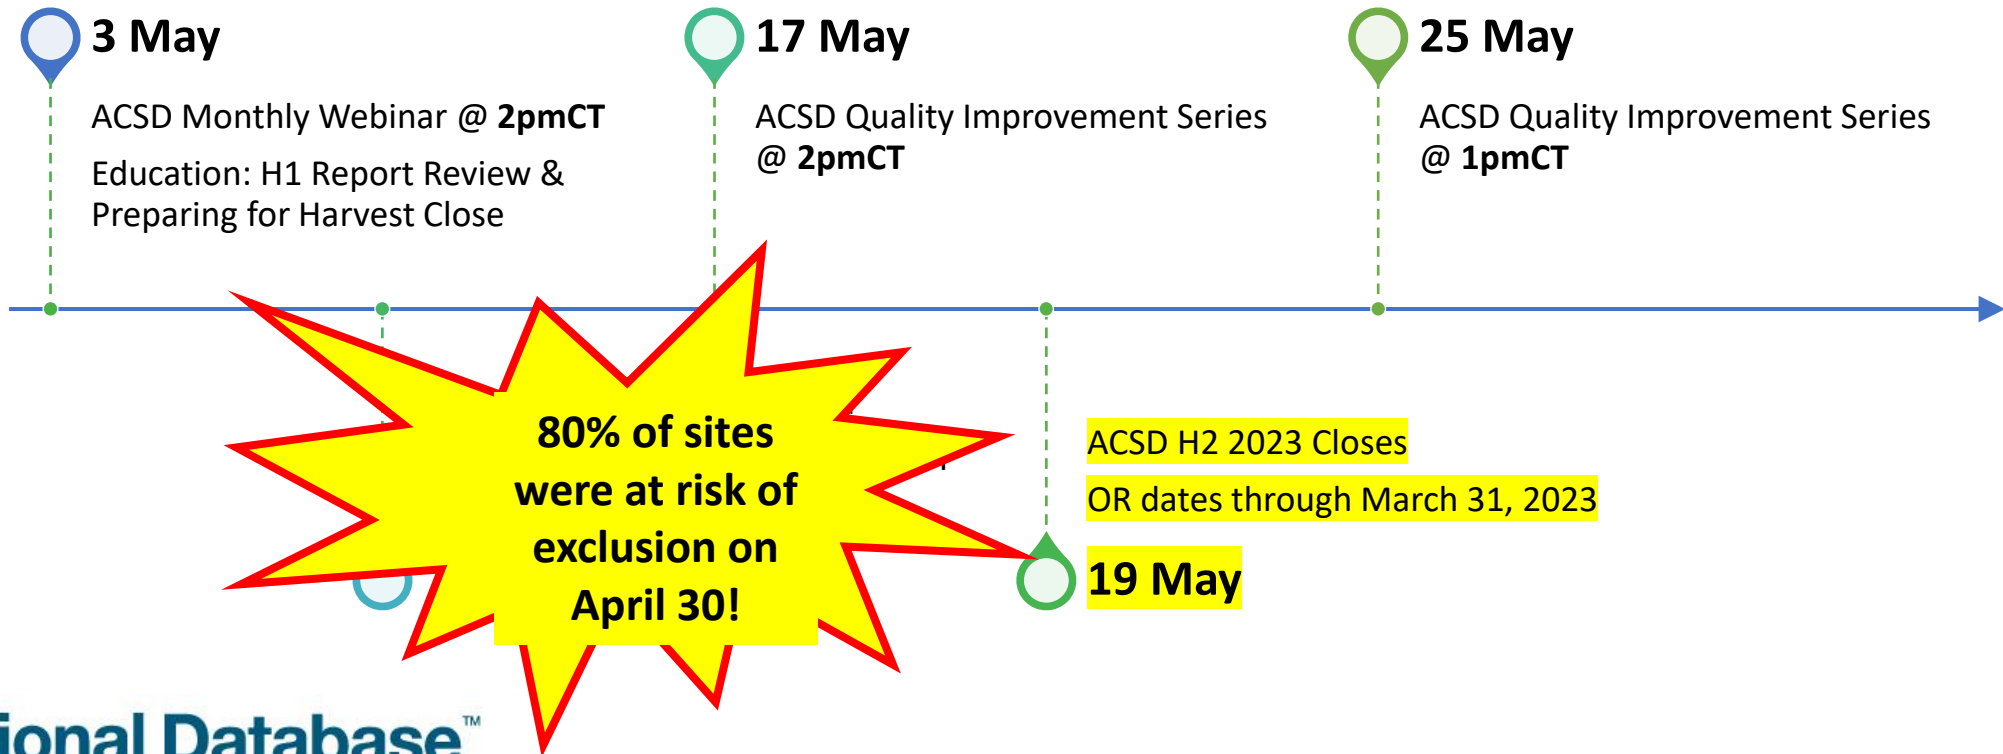 3 May
ACSD Monthly Webinar @ 2pmCT
Education: H1 Report Review &
Preparing for Harvest Close
17 May
ACSD Quality Improvement Series
@ 2pmCT
25 May
ACSD Quality Improvement Series
@ 1pmCT
80% of sites
were at risk of
exclusion on
April 30!
ACSD H2 2023 Closes
OR dates through March 31, 2023
19 May
ional Database™